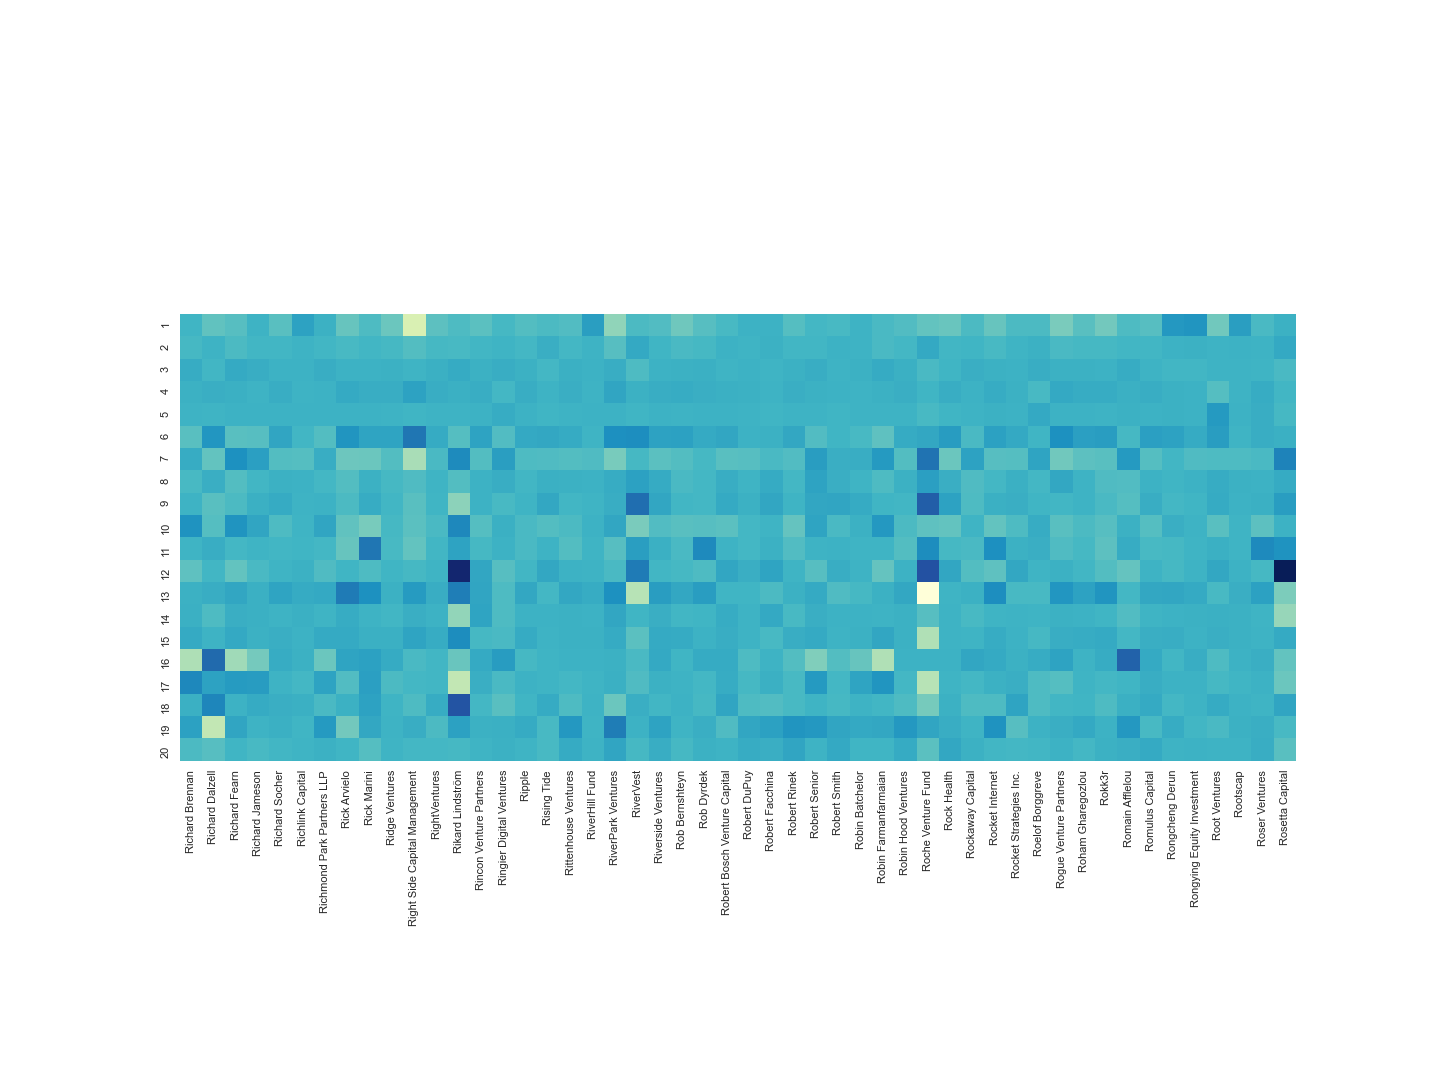 1
2
3
4
5
6
7
8
9
10
11
12
13
14
15
16
17
18
19
20
Richard Brennan
Richard Dalzell
Richard Fearn
Richard Jameson
Richard Socher
Richlink Capital
Richmond Park Partners LLP
Rick Arvielo
Rick Marini
Ridge Ventures
Right Side Capital Management
RightVentures
Rikard Lindström
Rincon Venture Partners
Ringier Digital Ventures
Ripple
Rising Tide
Rittenhouse Ventures
RiverHill Fund
RiverPark Ventures
RiverVest
Riverside Ventures
Rob Bernshteyn
Rob Dyrdek
Robert Bosch Venture Capital
Robert DuPuy
Robert Facchina
Robert Rinek
Robert Senior
Robert Smith
Robin Batchelor
Robin Farmanfarmaian
Robin Hood Ventures
Roche Venture Fund
Rock Health
Rockaway Capital
Rocket Internet
Rocket Strategies Inc.
Roelof Borggreve
Rogue Venture Partners
Roham Gharegozlou
Rokk3r
Romain Afflelou
Romulus Capital
Rongcheng Derun
Rongying Equity Investment
Root Ventures
Rootscap
Roser Ventures
Rosetta Capital